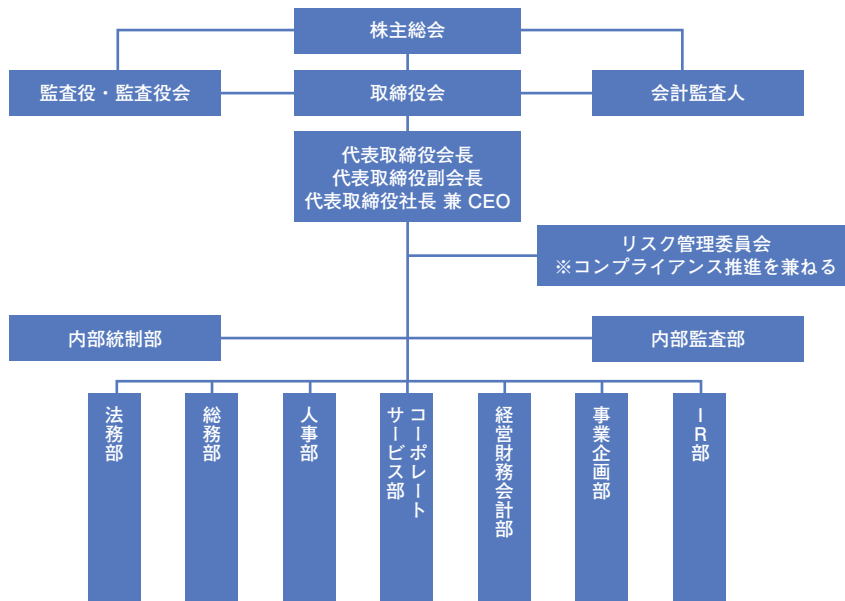 株主総会
監査役・監査役会
取締役会
会計監査人
代表取締役会長
代表取締役副会長
代表取締役社長 兼 CEO
リスク管理委員会
※コンプライアンス推進を兼ねる
内部統制部
内部監査部
法務部
総務部
人事部
コーポレート
サービス部
経営財務会計部
事業企画部
IR部